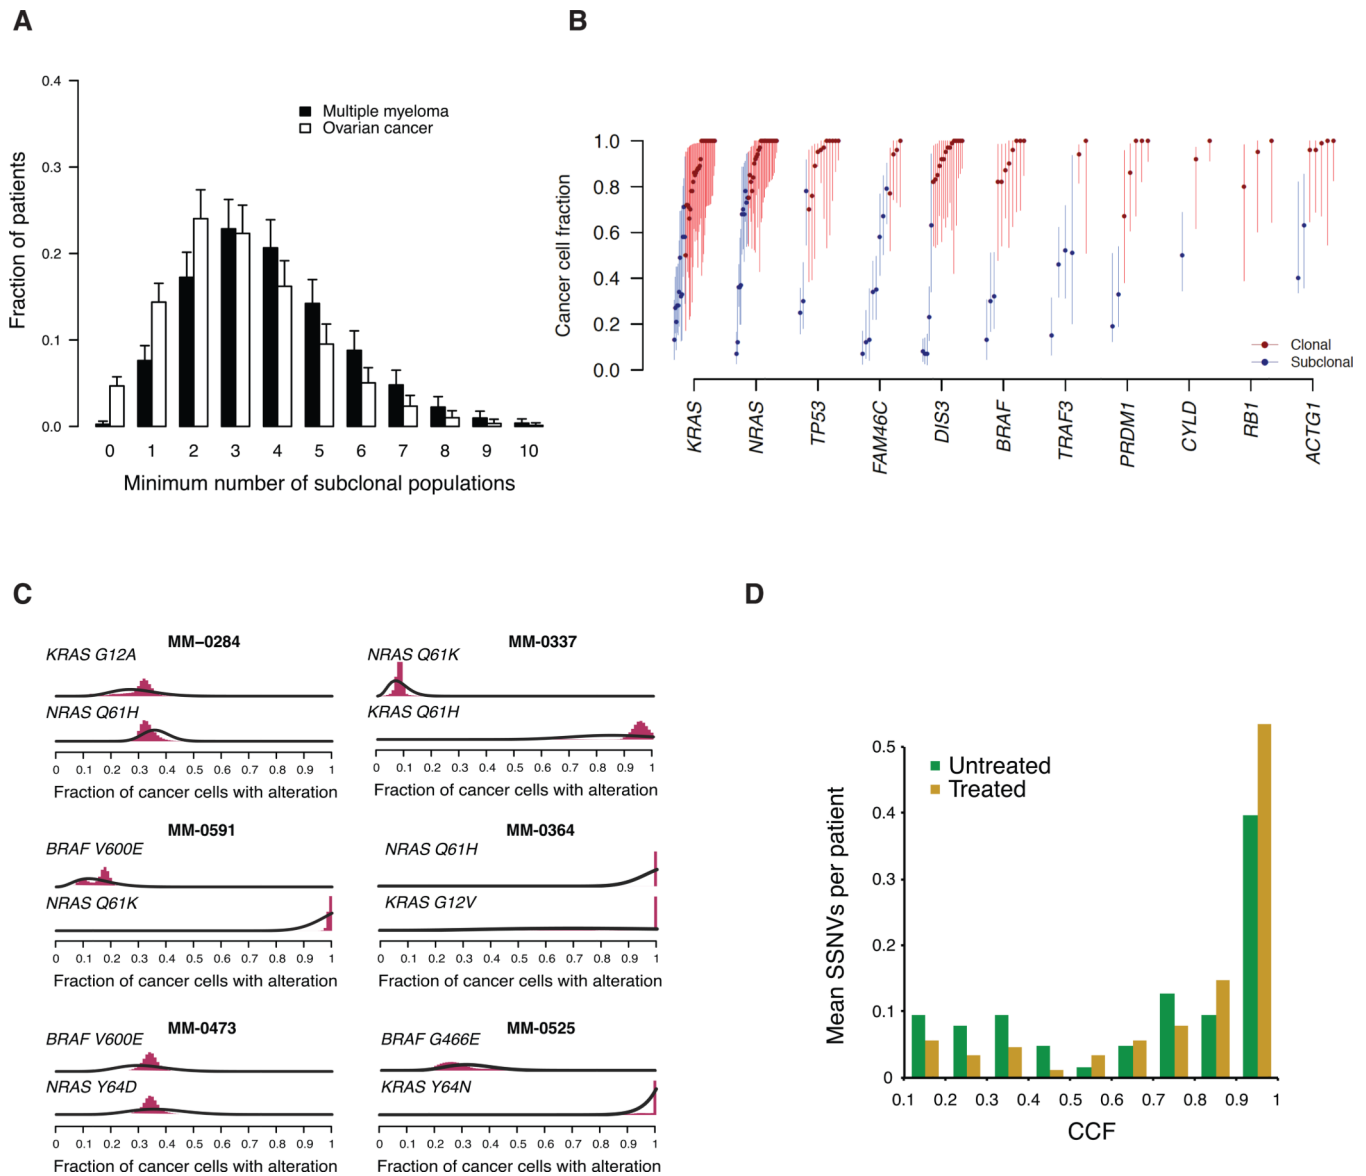 A
0.4
0.3
0.2
0.1
0.0
Fraction of patients
Multiple myeloma
Ovarian cancer
0 1 2 3 4 5 6 7 8 9 10
Minimum number of subclonal populations
B
1.0
0.8
0.6
0.4
0.2
0.0
Cancer cell fraction
Clonal
Subclonal
KRAS
NRAS
TP53
FAM46C
DIS3
BRAF
TRAF3
PRDM1
CYLD
RB1
ACTG1
C
MM–0284
KRAS G12A
NRAS Q61H
0 0.1 0.2 0.3 0.4 0.5 0.6 0.7 0.8 0.9 1
Fraction of cancer cells with alteration
MM-0337
NRAS Q61K
KRAS Q61H
0 0.1 0.2 0.3 0.4 0.5 0.6 0.7 0.8 0.9 1
Fraction of cancer cells with alteration
MM-0591
BRAF V600E
NRAS Q61K
0 0.1 0.2 0.3 0.4 0.5 0.6 0.7 0.8 0.9 1
Fraction of cancer cells with alteration
MM-0364
NRAS Q61H
KRAS G12V
0 0.1 0.2 0.3 0.4 0.5 0.6 0.7 0.8 0.9 1
Fraction of cancer cells with alteration
MM-0473
BRAF V600E
NRAS Y64D
0 0.1 0.2 0.3 0.4 0.5 0.6 0.7 0.8 0.9 1
Fraction of cancer cells with alteration
MM-0525
BRAF G466E
KRAS Y64N
0 0.1 0.2 0.3 0.4 0.5 0.6 0.7 0.8 0.9 1
Fraction of cancer cells with alteration
D
0.5
0.4
0.3
0.2
0.1
0
Mean SSNVs per patient
Untreated
Treated
0.1 0.2 0.3 0.4 0.5 0.6 0.7 0.8 0.9 1
CCF